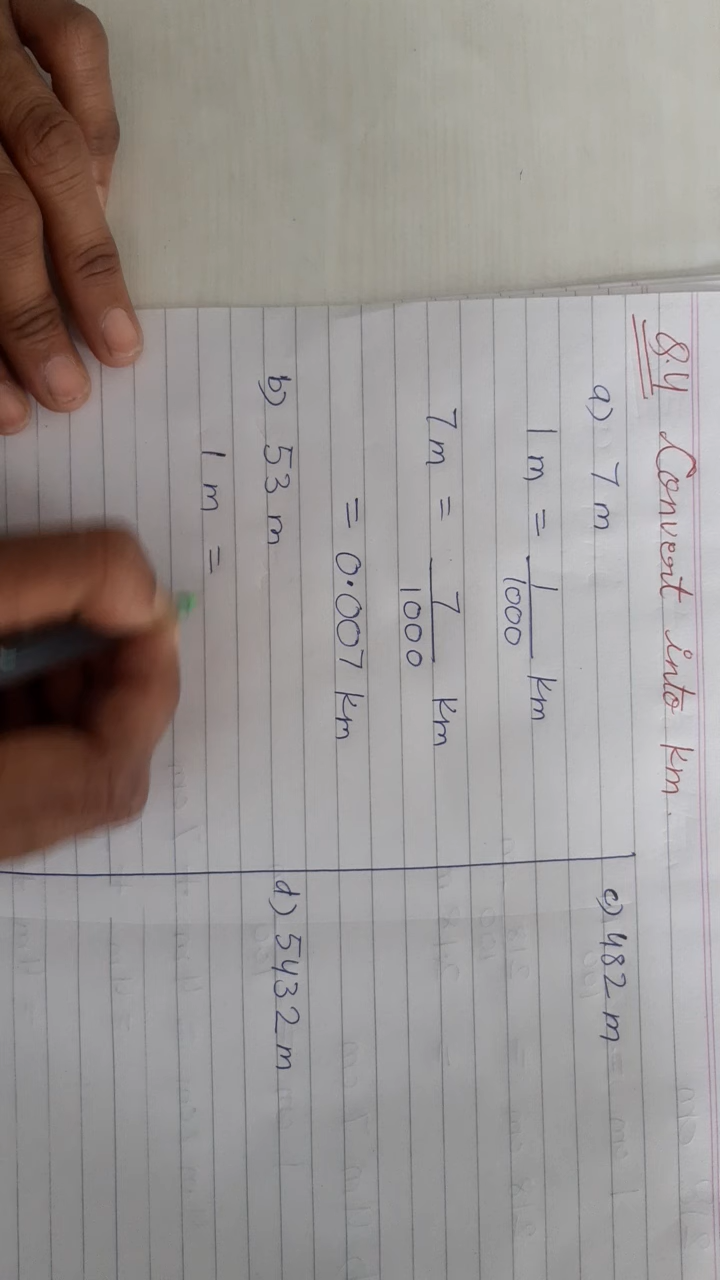 8.4 Convert into km.
a) 7 m
1 m = 1/1000 km
7 m = 7/1000 km
= 0.007 km
b) 53 m
1 m =
c) 482 m
d) 5432 m